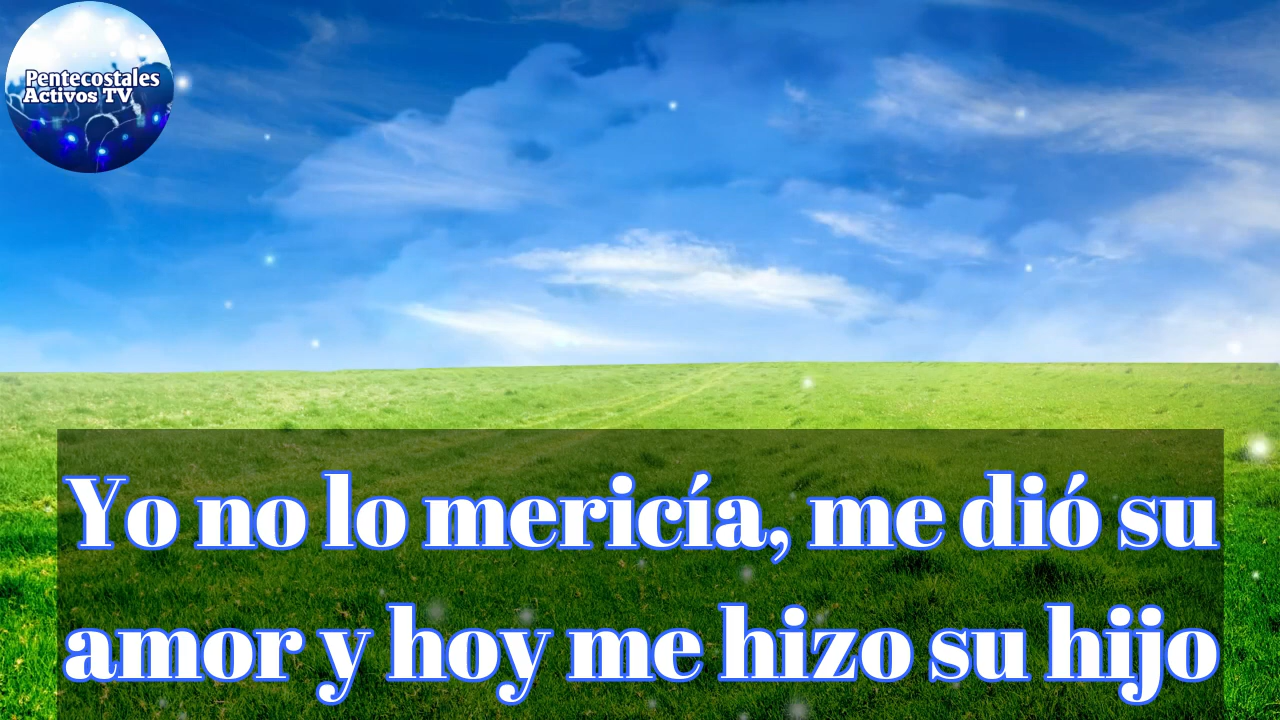 Pentecostales
Activos TV
Yo no lo mericía, me dió su
amor y hoy me hizo su hijo